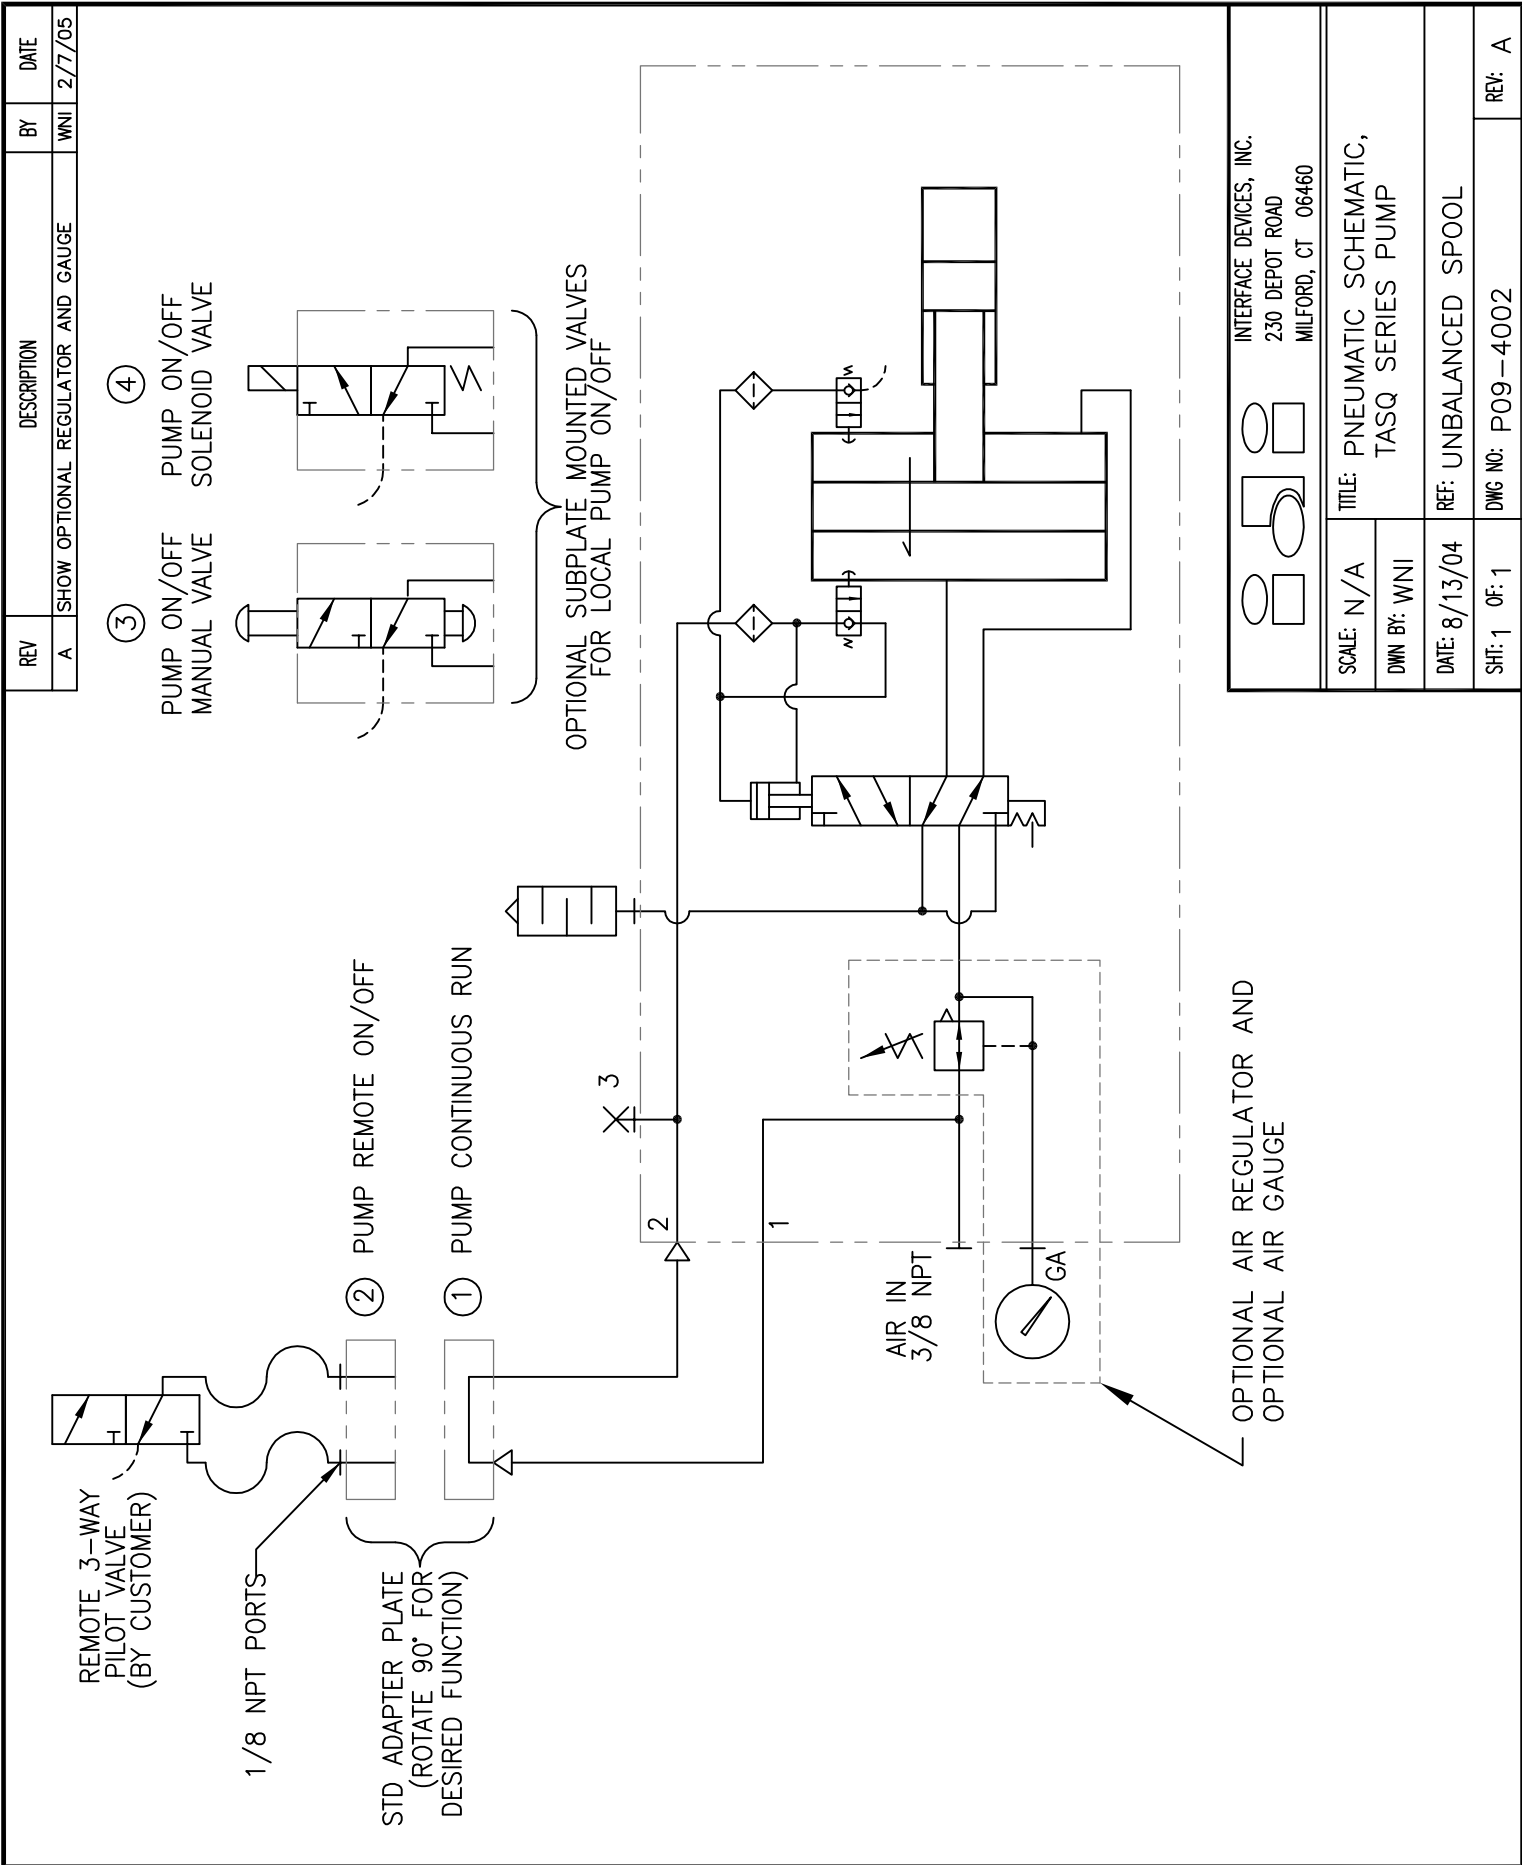 REV DESCRIPTION BY DATE
A SHOW OPTIONAL REGULATOR AND GAUGE WNI 2/7/05
REMOTE 3-WAY
PILOT VALVE
(BY CUSTOMER)
1/8 NPT PORTS
STD ADAPTER PLATE
(ROTATE 90° FOR
DESIRED FUNCTION)
2 PUMP REMOTE ON/OFF
1 PUMP CONTINUOUS RUN
3
PUMP ON/OFF
MANUAL VALVE
4
PUMP ON/OFF
SOLENOID VALVE
OPTIONAL SUBPLATE MOUNTED VALVES
FOR LOCAL PUMP ON/OFF
3
2
1
AIR IN
3/8 NPT
GA
OPTIONAL AIR REGULATOR AND
OPTIONAL AIR GAUGE
INTERFACE DEVICES, INC.
230 DEPOT ROAD
MILFORD, CT 06460
SCALE: N/A
TITLE: PNEUMATIC SCHEMATIC,
TASQ SERIES PUMP
DWN BY: WNI
DATE: 8/13/04
REF: UNBALANCED SPOOL
SHT: 1 OF: 1
DWG NO: P09-4002
REV: A